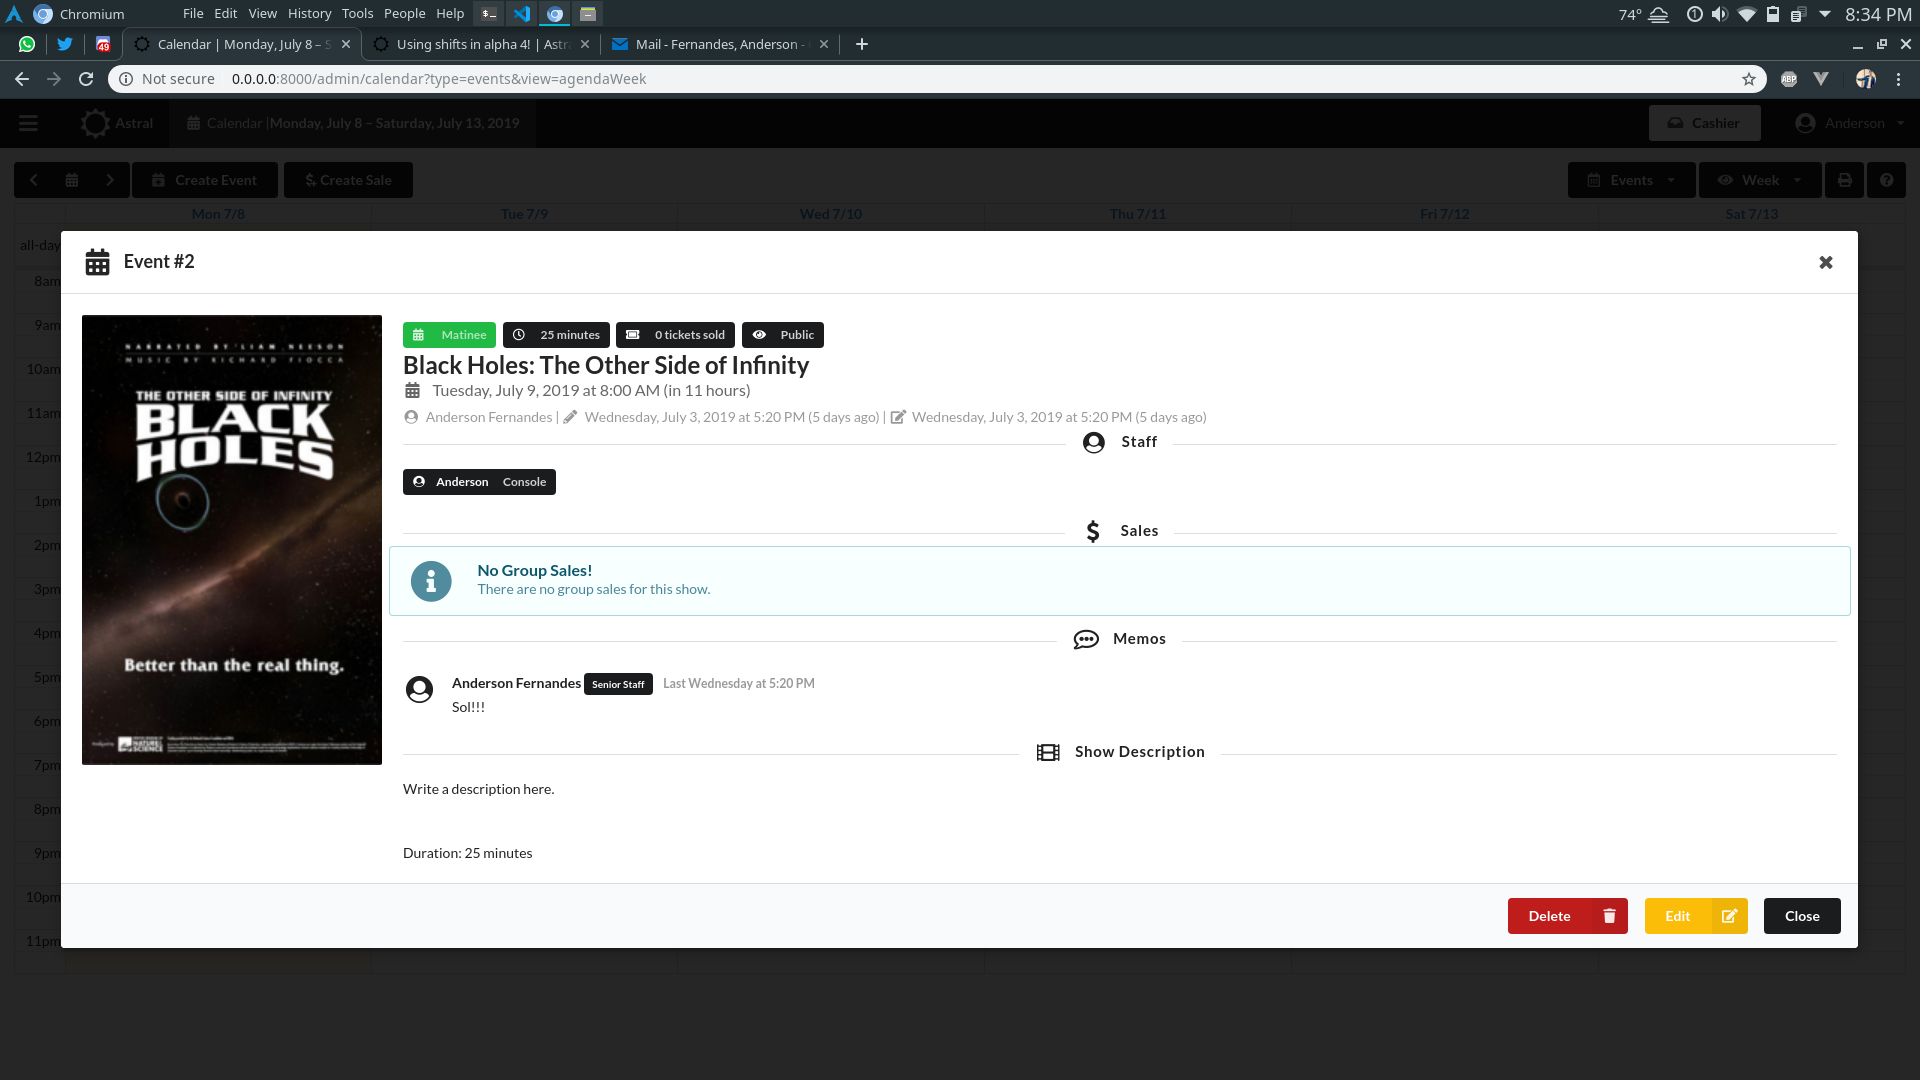 Chromium File Edit View History Tools People Help 74° 8:34 PM
49 Calendar | Monday, July 8 – S Using shifts in alpha 4! | Astr Mail - Fernandes, Anderson -
Not secure 0.0.0.0:8000/admin/calendar?type=events&view=agendaWeek ABP
Astral Calendar |Monday, July 8 – Saturday, July 13, 2019 Cashier Anderson
Create Event $ Create Sale Events Week
Mon 7/8 Tue 7/9 Wed 7/10 Thu 7/11 Fri 7/12 Sat 7/13
all-day
8am
9am
10am
11am
12pm
1pm
2pm
3pm
4pm
5pm
6pm
7pm
8pm
9pm
10pm
11pm
Event #2
NARRATED BY LIAM NEESON
MUSIC BY RICHARD FIOCCA
THE OTHER SIDE OF INFINITY
BLACK
HOLES
Better than the real thing.
Matinee 25 minutes 0 tickets sold Public
Black Holes: The Other Side of Infinity
Tuesday, July 9, 2019 at 8:00 AM (in 11 hours)
Anderson Fernandes | Wednesday, July 3, 2019 at 5:20 PM (5 days ago) | Wednesday, July 3, 2019 at 5:20 PM (5 days ago)
Staff
Anderson Console
$ Sales
No Group Sales!
There are no group sales for this show.
Memos
Anderson Fernandes Senior Staff Last Wednesday at 5:20 PM
Sol!!!
Show Description
Write a description here.
Duration: 25 minutes
Delete Edit Close